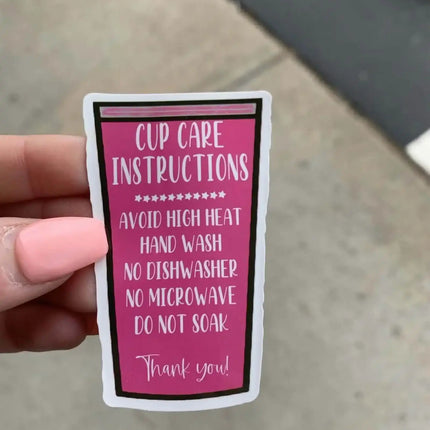 CUP CARE
INSTRUCTIONS
AVOID HIGH HEAT
HAND WASH
NO DISHWASHER
NO MICROWAVE
DO NOT SOAK
Thank you!